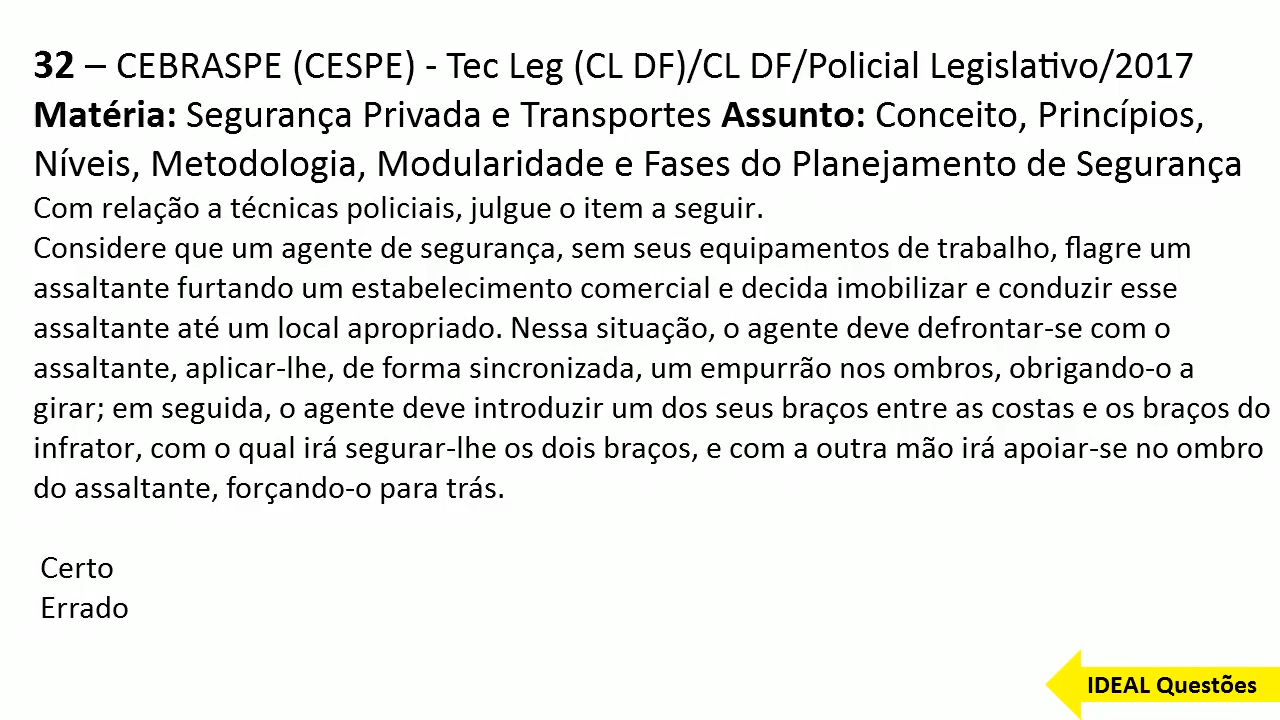 32 – CEBRASPE (CESPE) - Tec Leg (CL DF)/CL DF/Policial Legislativo/2017
Matéria: Segurança Privada e Transportes Assunto: Conceito, Princípios,
Níveis, Metodologia, Modularidade e Fases do Planejamento de Segurança
Com relação a técnicas policiais, julgue o item a seguir.
Considere que um agente de segurança, sem seus equipamentos de trabalho, flagre um
assaltante furtando um estabelecimento comercial e decida imobilizar e conduzir esse
assaltante até um local apropriado. Nessa situação, o agente deve defrontar-se com o
assaltante, aplicar-lhe, de forma sincronizada, um empurrão nos ombros, obrigando-o a
girar; em seguida, o agente deve introduzir um dos seus braços entre as costas e os braços do
infrator, com o qual irá segurar-lhe os dois braços, e com a outra mão irá apoiar-se no ombro
do assaltante, forçando-o para trás.
Certo
Errado
IDEAL Questões